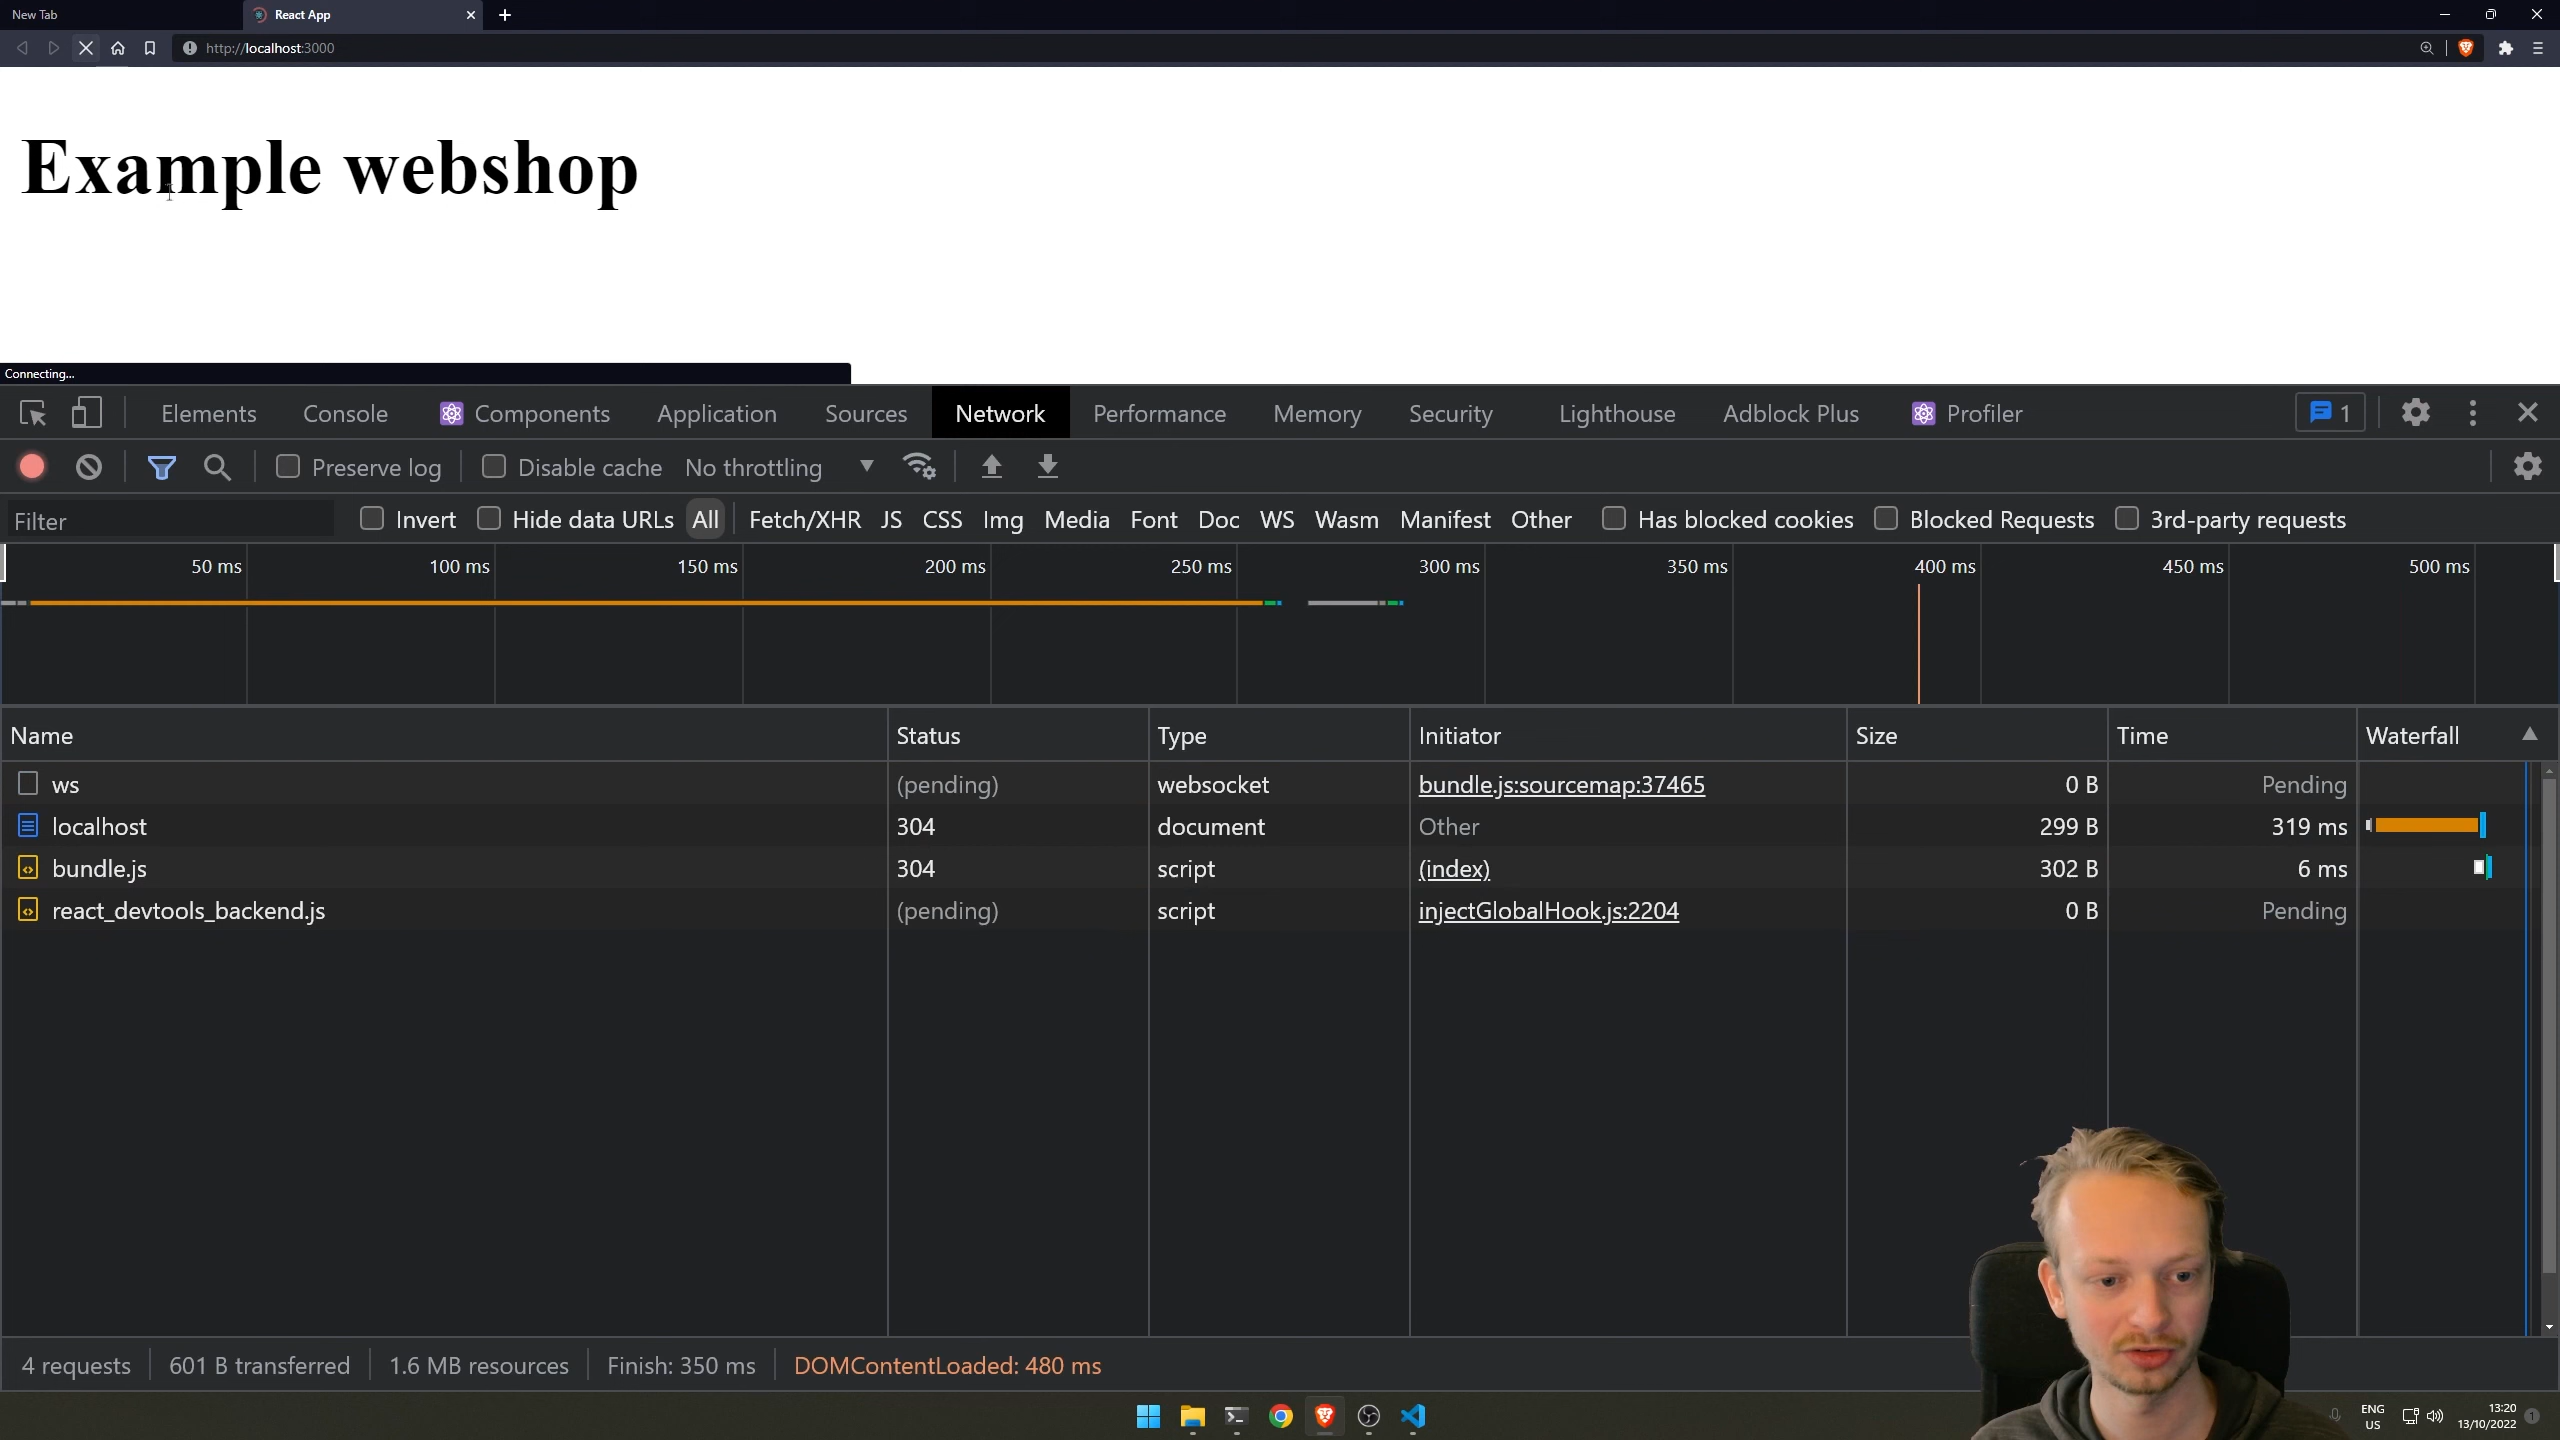 New Tab
React App
http://localhost:3000
Example webshop
Connecting...
Elements Console Components Application Sources Network Performance Memory Security Lighthouse Adblock Plus Profiler 1
Preserve log Disable cache No throttling
Filter Invert Hide data URLs All Fetch/XHR JS CSS Img Media Font Doc WS Wasm Manifest Other Has blocked cookies Blocked Requests 3rd-party requests
50 ms 100 ms 150 ms 200 ms 250 ms 300 ms 350 ms 400 ms 450 ms 500 ms
Name Status Type Initiator Size Time Waterfall
ws (pending) websocket bundle.js:sourcemap:37465 0 B Pending
localhost 304 document Other 299 B 319 ms
bundle.js 304 script (index) 302 B 6 ms
react_devtools_backend.js (pending) script injectGlobalHook.js:2204 0 B Pending
4 requests 601 B transferred 1.6 MB resources Finish: 350 ms DOMContentLoaded: 480 ms
ENG
US
13:20
13/10/2022
1